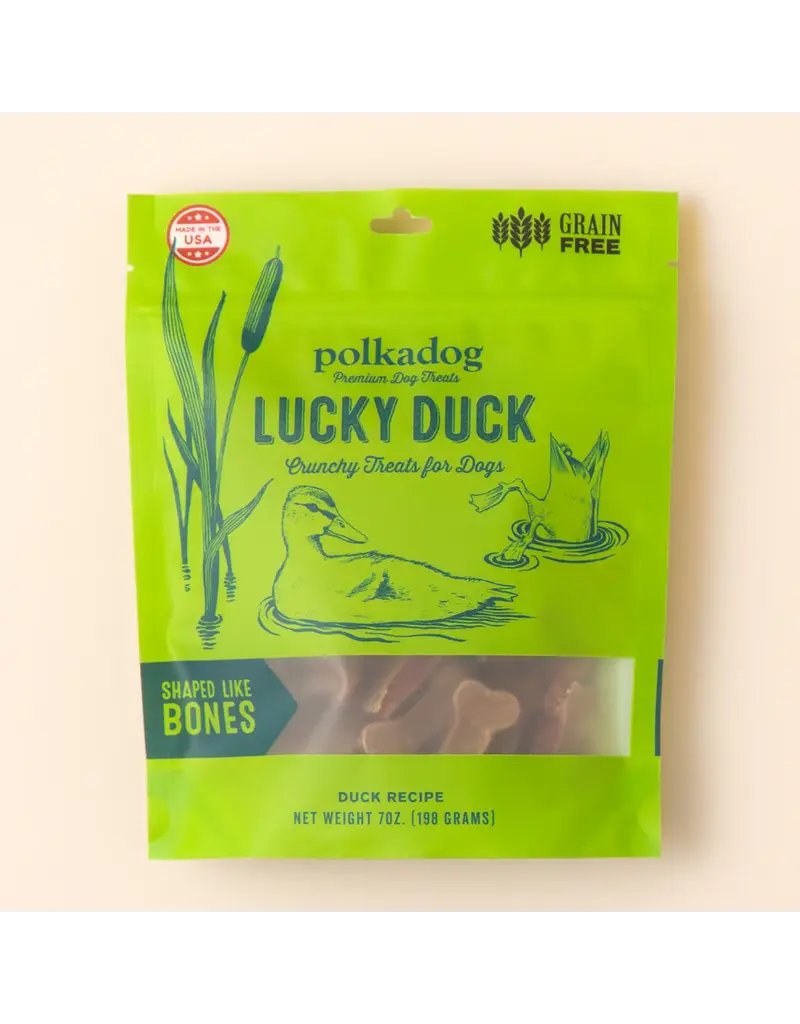 MADE IN THE
USA
GRAIN
FREE
polkadog
Premium Dog Treats
LUCKY DUCK
Crunchy Treats for Dogs
SHAPED LIKE
BONES
DUCK RECIPE
NET WEIGHT 7OZ. (198 GRAMS)